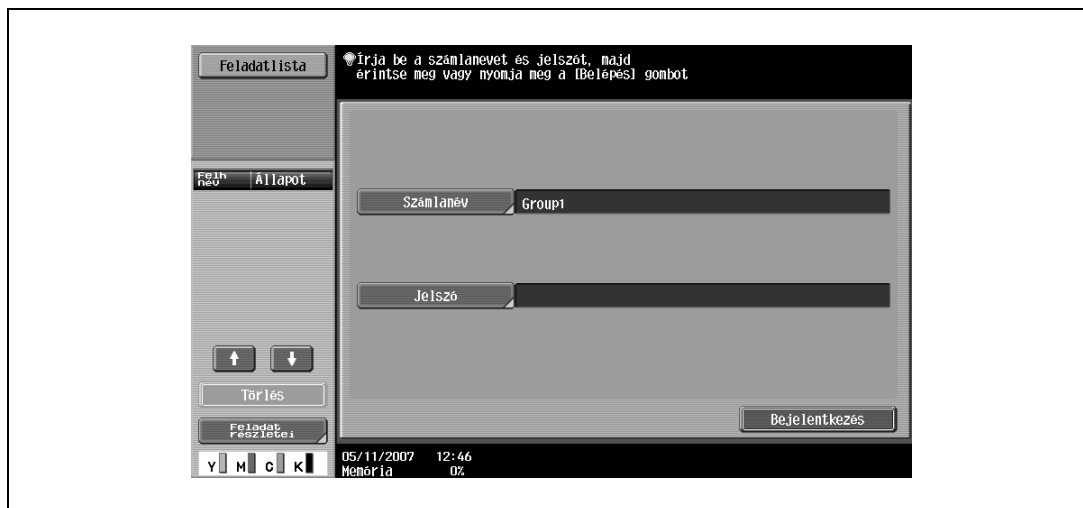 Feladatlista
Írja be a számlanevet és jelszót, majd
érintse meg vagy nyomja meg a [Belépés] gombot
Felh
név
Állapot
Számlanév
Group1
Jelszó
Törlés
Feladat
részletei
Bejelentkezés
Y M C K
05/11/2007 12:46
Memória 0%